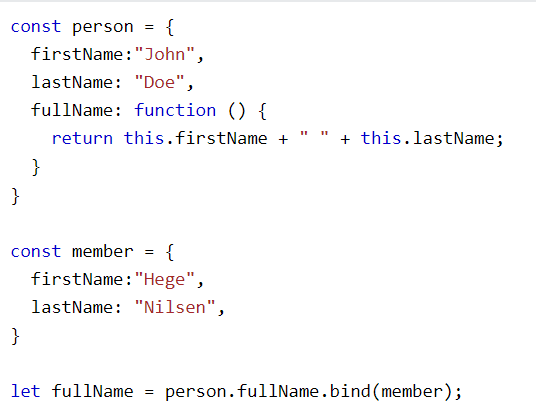 const person = {
  firstName:"John",
  lastName: "Doe",
  fullName: function () {
    return this.firstName + " " + this.lastName;
  }
}

const member = {
  firstName:"Hege",
  lastName: "Nilsen",
}

let fullName = person.fullName.bind(member);